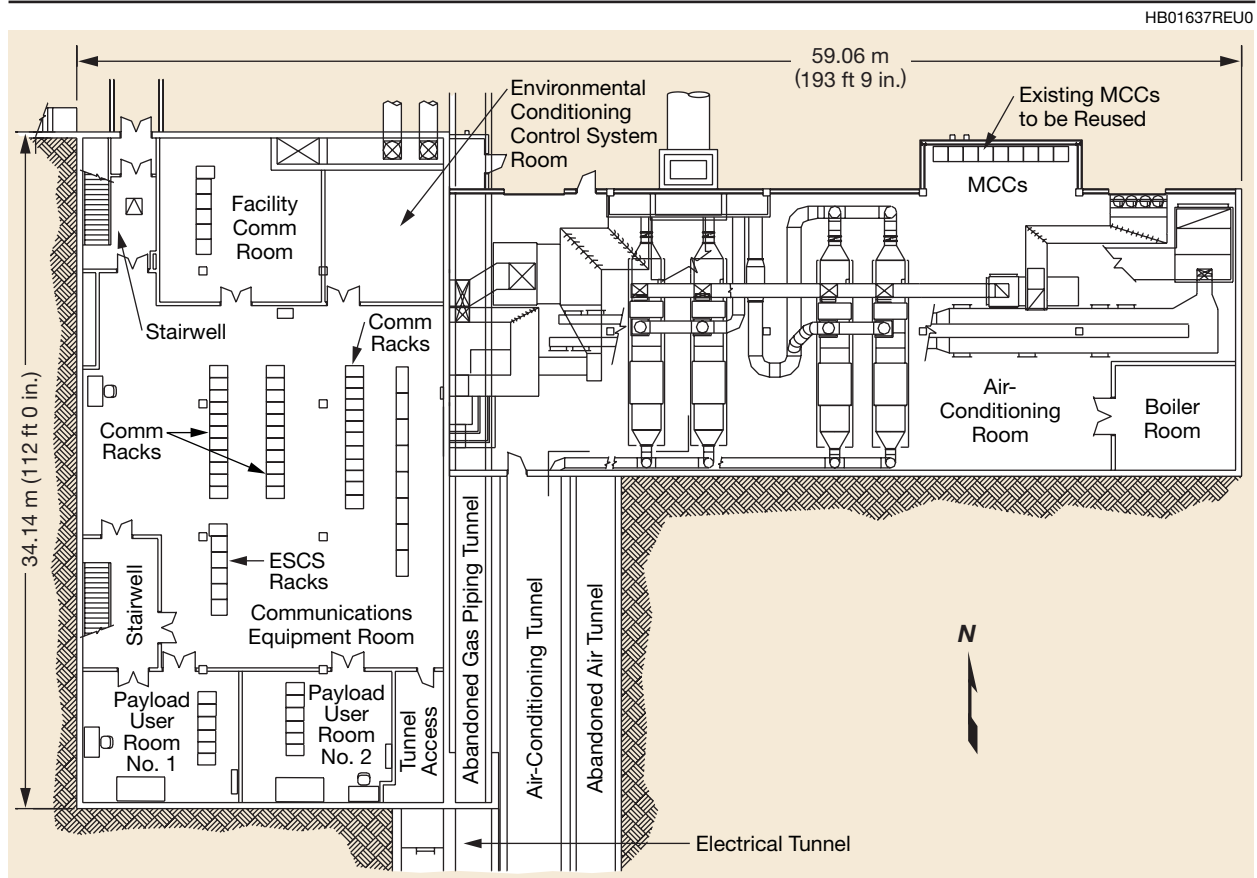 HB01637REU0
59.06 m
(193 ft 9 in.)
Environmental
Conditioning
Control System
Room
Existing MCCs
to be Reused
MCCs
Facility
Comm
Room
Stairwell
Comm
Racks
34.14 m (112 ft 0 in.)
Comm
Racks
Air-
Conditioning
Room
Boiler
Room
ESCS
Racks
Stairwell
Communications
Equipment Room
Abandoned Gas Piping Tunnel
Air-Conditioning Tunnel
Abandoned Air Tunnel
N
Payload
User
Room
No. 1
Payload
User
Room
No. 2
Tunnel
Access
Electrical Tunnel